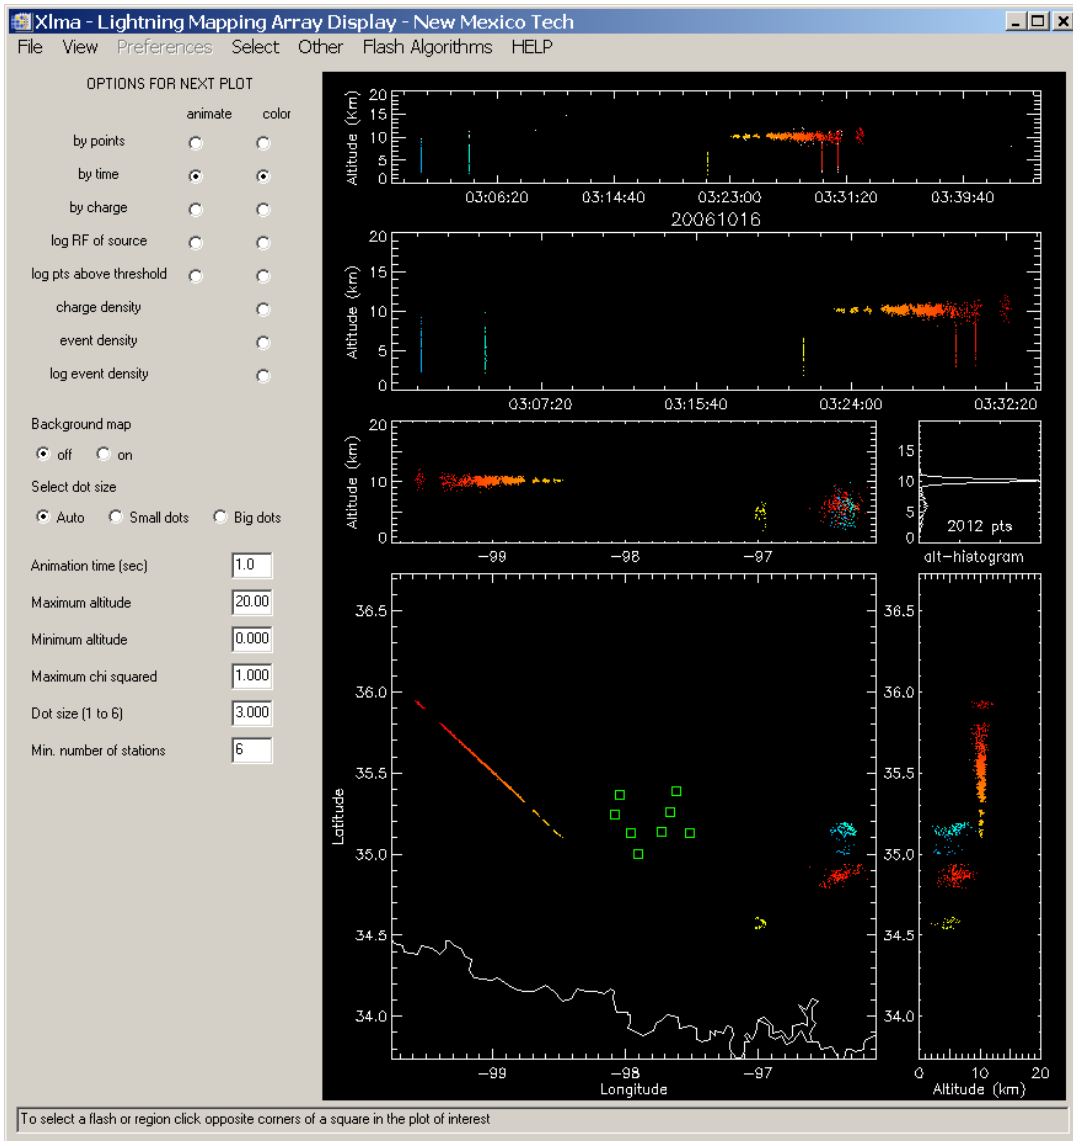 Xlma - Lightning Mapping Array Display - New Mexico Tech
File View Preferences Select Other Flash Algorithms HELP
OPTIONS FOR NEXT PLOT
animate color
by points
by time
by charge
log RF of source
log pts above threshold
charge density
event density
log event density
Background map
off on
Select dot size
Auto Small dots Big dots
Animation time (sec) 1.0
Maximum altitude 20.00
Minimum altitude 0.000
Maximum chi squared 1.000
Dot size (1 to 6) 3.000
Min. number of stations 6
Altitude (Km)
20
15
10
5
0
03:06:20 03:14:40 03:23:00 03:31:20 03:39:40
20061016
Altitude (km)
20
15
10
5
0
03:07:20 03:15:40 03:24:00 03:32:20
Altitude (km)
20
10
0
-99 -98 -97
15
10
5
0
2012 pts
alt-histogram
Latitude
36.5
36.0
35.5
35.0
34.5
34.0
-99 -98 -97
Longitude
36.5
36.0
35.5
35.0
34.5
34.0
0 10 20
Altitude (km)
To select a flash or region click opposite corners of a square in the plot of interest